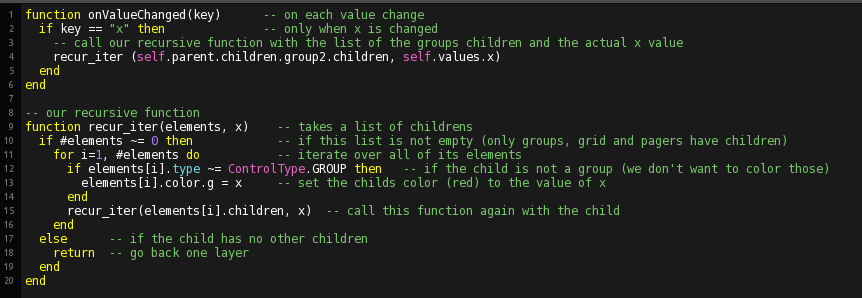 1 function onValueChanged(key)      -- on each value change
2   if key == "x" then              -- only when x is changed
3     -- call our recursive function with the list of the groups children and the actual x value
4     recur_iter (self.parent.children.group2.children, self.values.x)
5   end
6 end
7
8 -- our recursive function
9 function recur_iter(elements, x)    -- takes a list of childrens
10   if #elements ~= 0 then            -- if this list is not empty (only groups, grid and pagers have children)
11     for i=1, #elements do           -- iterate over all of its elements
12       if elements[i].type ~= ControlType.GROUP then   -- if the child is not a group (we don't want to color those)
13         elements[i].color.g = x     -- set the childs color (red) to the value of x
14       end
15       recur_iter(elements[i].children, x)  -- call this function again with the child
16     end
17   else      -- if the child has no other children
18     return  -- go back one layer
19   end
20 end